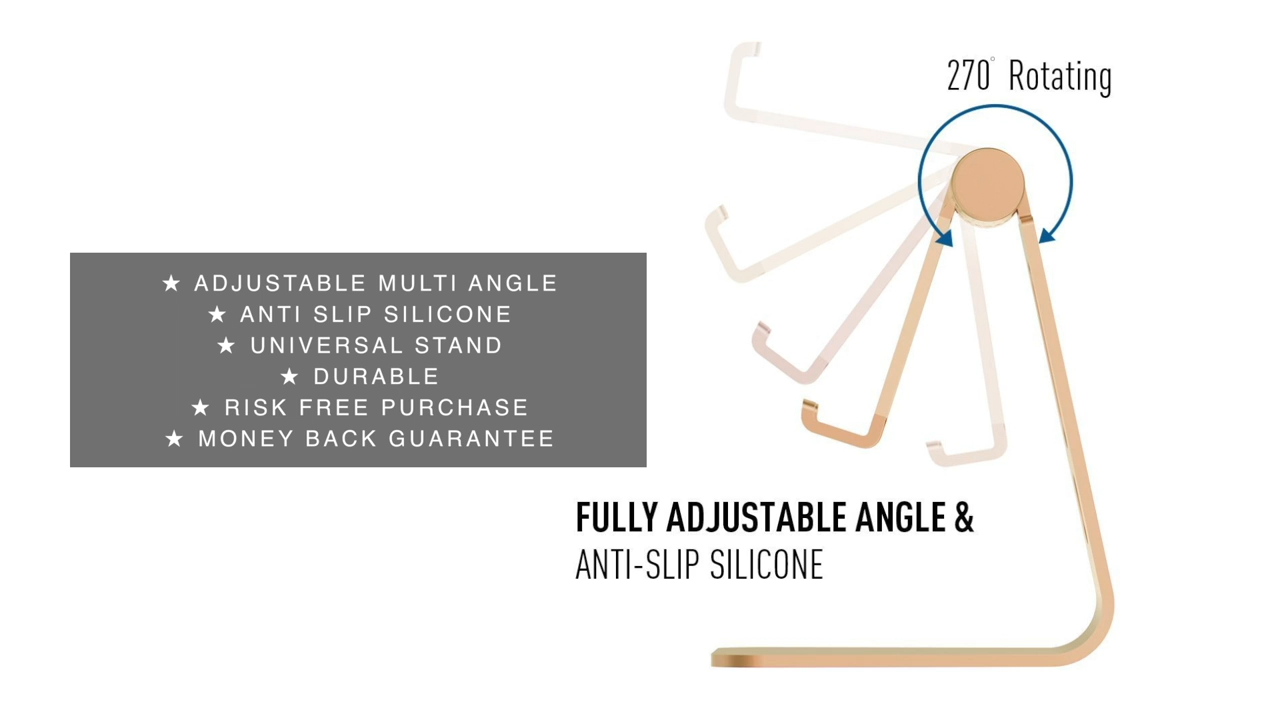 270° Rotating
★ ADJUSTABLE MULTI ANGLE
★ ANTI SLIP SILICONE
★ UNIVERSAL STAND
★ DURABLE
★ RISK FREE PURCHASE
★ MONEY BACK GUARANTEE
FULLY ADJUSTABLE ANGLE &
ANTI-SLIP SILICONE